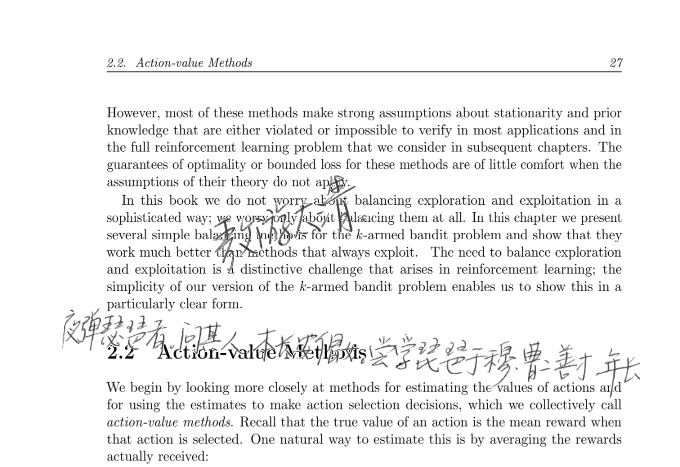 2.2. Action-value Methods 27
However, most of these methods make strong assumptions about stationarity and prior
knowledge that are either violated or impossible to verify in most applications and in
the full reinforcement learning problem that we consider in subsequent chapters. The
guarantees of optimality or bounded loss for these methods are of little comfort when the
assumptions of their theory do not apply.
In this book we do not worry about balancing exploration and exploitation in a
sophisticated way; we worry only about balancing them at all. In this chapter we present
several simple balancing methods for the k-armed bandit problem and show that they
work much better than methods that always exploit. The need to balance exploration
and exploitation is a distinctive challenge that arises in reinforcement learning; the
simplicity of our version of the k-armed bandit problem enables us to show this in a
particularly clear form.
夜弹琵琶者。问其人,本长安倡女,尝学琵琶于穆、曹二善才 年长
2.2 Action-value Methods
We begin by looking more closely at methods for estimating the values of actions and
for using the estimates to make action selection decisions, which we collectively call
action-value methods. Recall that the true value of an action is the mean reward when
that action is selected. One natural way to estimate this is by averaging the rewards
actually received: